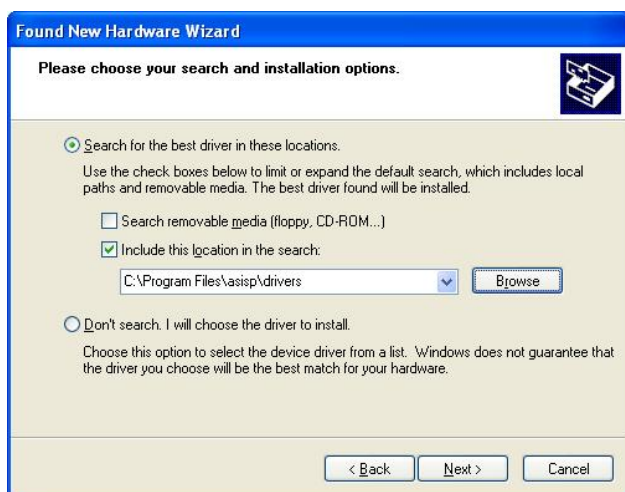 Found New Hardware Wizard
Please choose your search and installation options.
Search for the best driver in these locations.
Use the check boxes below to limit or expand the default search, which includes local
paths and removable media. The best driver found will be installed.
Search removable media (floppy, CD-ROM...)
Include this location in the search:
C:\Program Files\asisp\drivers
Browse
Don't search. I will choose the driver to install.
Choose this option to select the device driver from a list. Windows does not guarantee that
the driver you choose will be the best match for your hardware.
< Back
Next >
Cancel